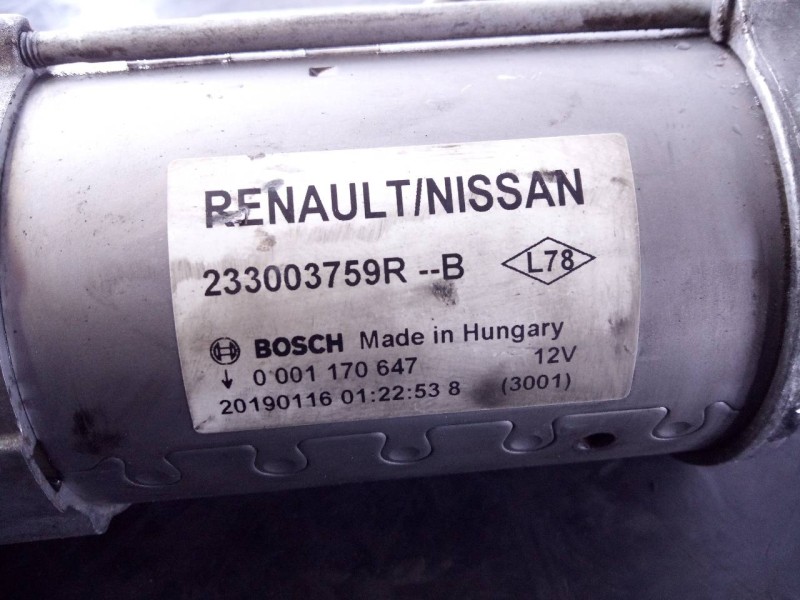 RENAULT/NISSAN
233003759R --B L78
BOSCH Made in Hungary
↓ 0 001 170 647 12V
20190116 01:22:53 8 (3001)